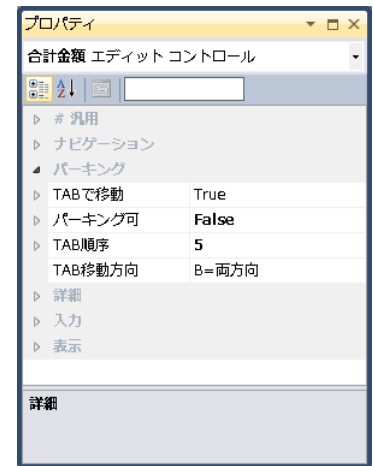 プロパティ
合計金額 エディット コントロール
# 汎用
ナビゲーション
パーキング
TABで移動 True
パーキング可 False
TAB順序 5
TAB移動方向 B=両方向
詳細
入力
表示
詳細